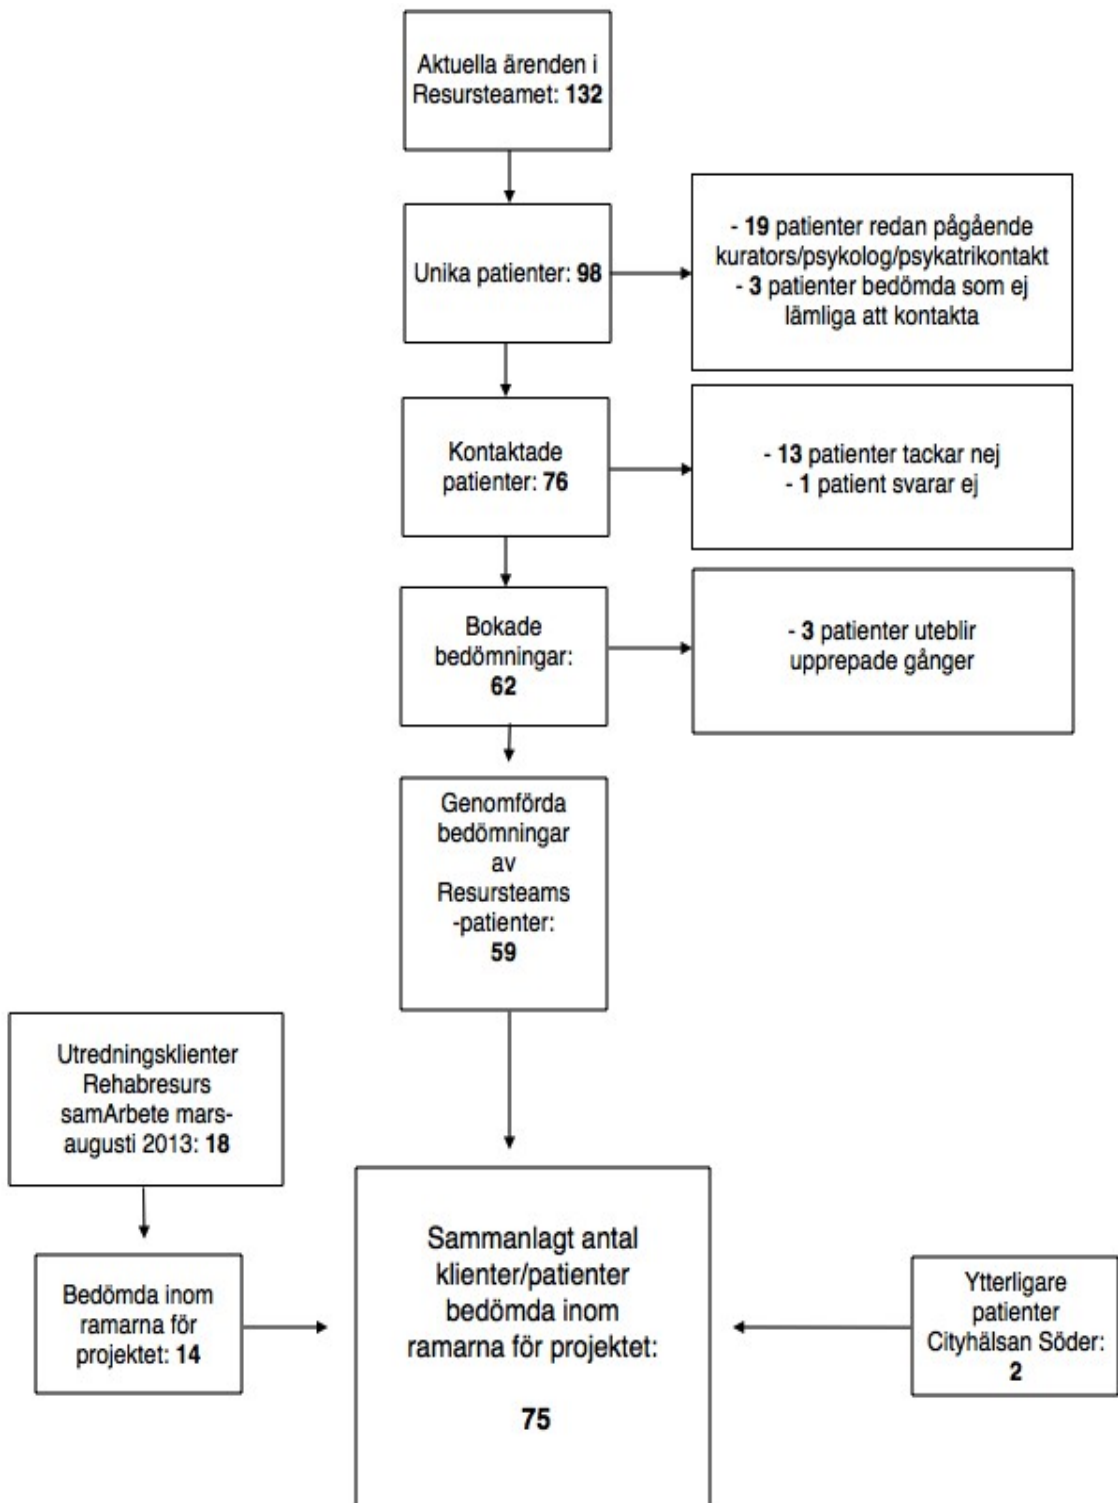 Aktuella ärenden i
Resursteamet: 132
Unika patienter: 98
- 19 patienter redan pågående
kurators/psykolog/psykatrikontakt
- 3 patienter bedömda som ej
lämliga att kontakta
Kontaktade
patienter: 76
- 13 patienter tackar nej
- 1 patient svarar ej
Bokade
bedömningar:
62
- 3 patienter uteblir
upprepade gånger
Genomförda
bedömningar
av
Resursteams
-patienter:
59
Utredningsklienter
Rehabresurs
samArbete mars-
augusti 2013: 18
Bedömda inom
ramarna för
projektet: 14
Sammanlagt antal
klienter/patienter
bedömda inom
ramarna för projektet:
75
Ytterligare
patienter
Cityhälsan Söder:
2